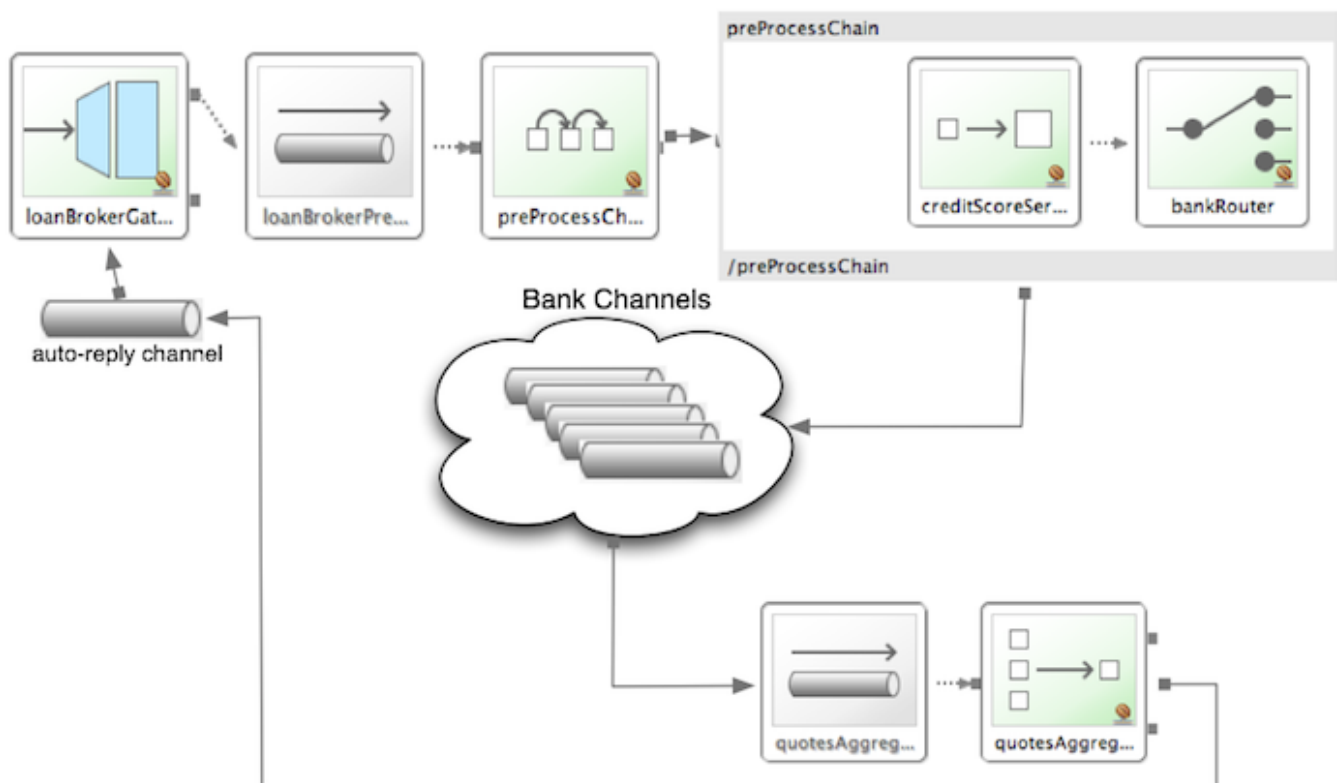 preProcessChain
loanBrokerGat...
loanBrokerPre...
preProcessCh...
creditScoreSer...
bankRouter
/preProcessChain
Bank Channels
auto-reply channel
quotesAggreg...
quotesAggreg...